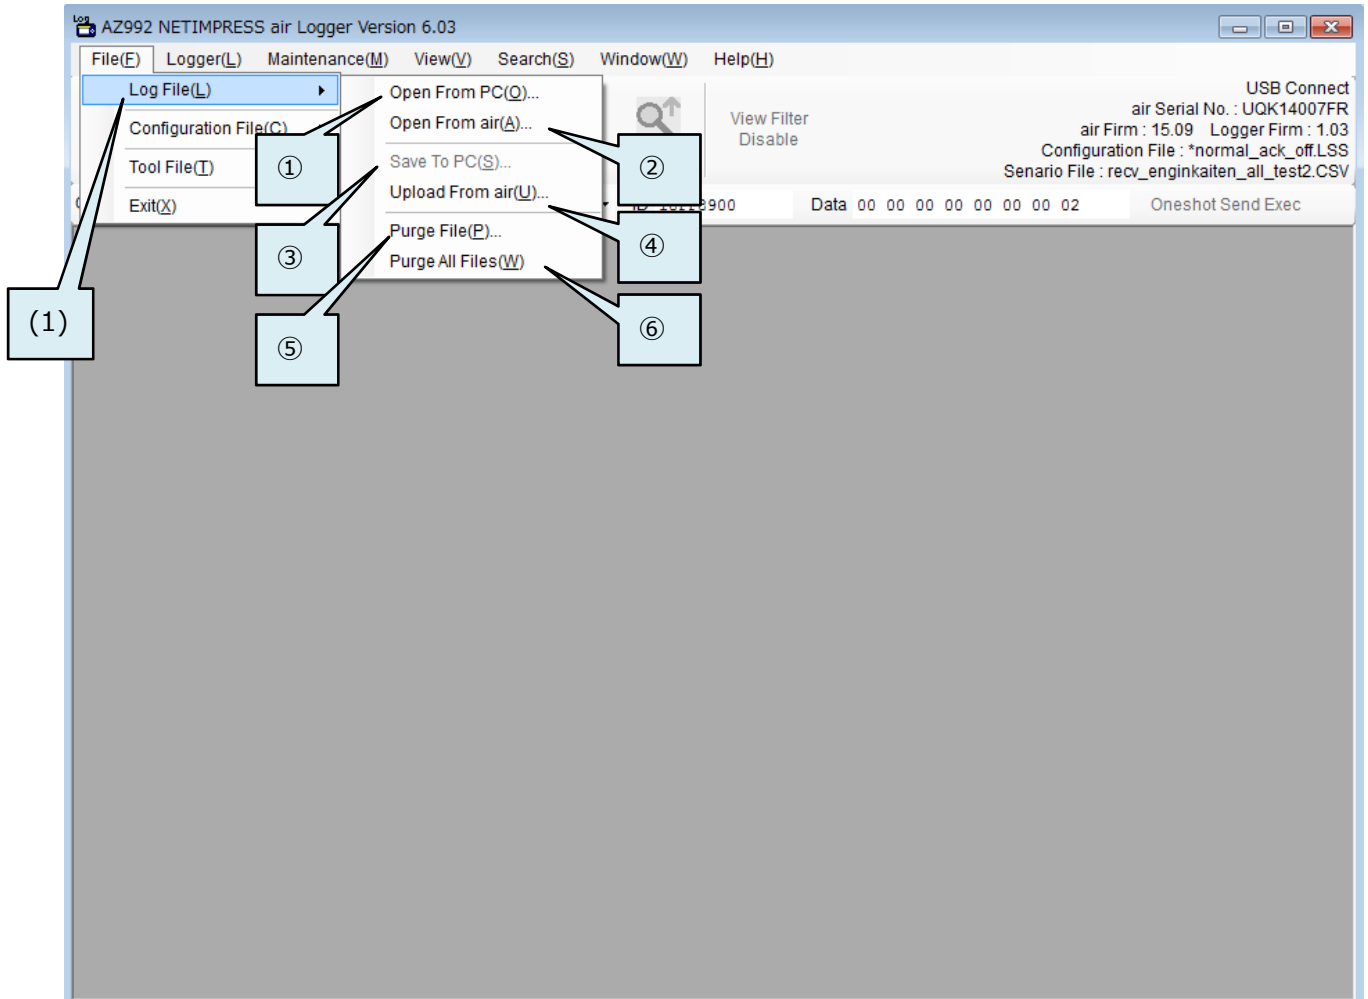 Log
AZ992 NETIMPRESS air Logger Version 6.03
File(F) Logger(L) Maintenance(M) View(V) Search(S) Window(W) Help(H)
Log File(L)
Configuration File(C)
Tool File(T)
Exit(X)
Open From PC(O)...
Open From air(A)...
Save To PC(S)...
Upload From air(U)...
Purge File(P)...
Purge All Files(W)
View Filter
Disable
USB Connect
air Serial No. : UQK14007FR
air Firm : 15.09 Logger Firm : 1.03
Configuration File : *normal_ack_off.LSS
Senario File : recv_enginkaiten_all_test2.CSV
Data 00 00 00 00 00 00 00 02
Oneshot Send Exec
(1)
①
②
③
④
⑤
⑥